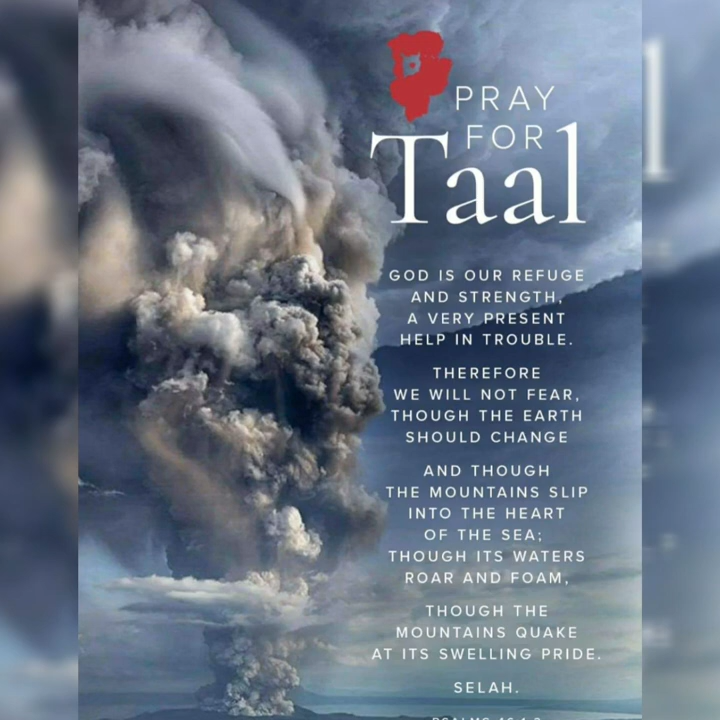 PRAY
FOR
Taal
GOD IS OUR REFUGE
AND STRENGTH,
A VERY PRESENT
HELP IN TROUBLE.
THEREFORE
WE WILL NOT FEAR,
THOUGH THE EARTH
SHOULD CHANGE
AND THOUGH
THE MOUNTAINS SLIP
INTO THE HEART
OF THE SEA;
THOUGH ITS WATERS
ROAR AND FOAM,
THOUGH THE
MOUNTAINS QUAKE
AT ITS SWELLING PRIDE.
SELAH.